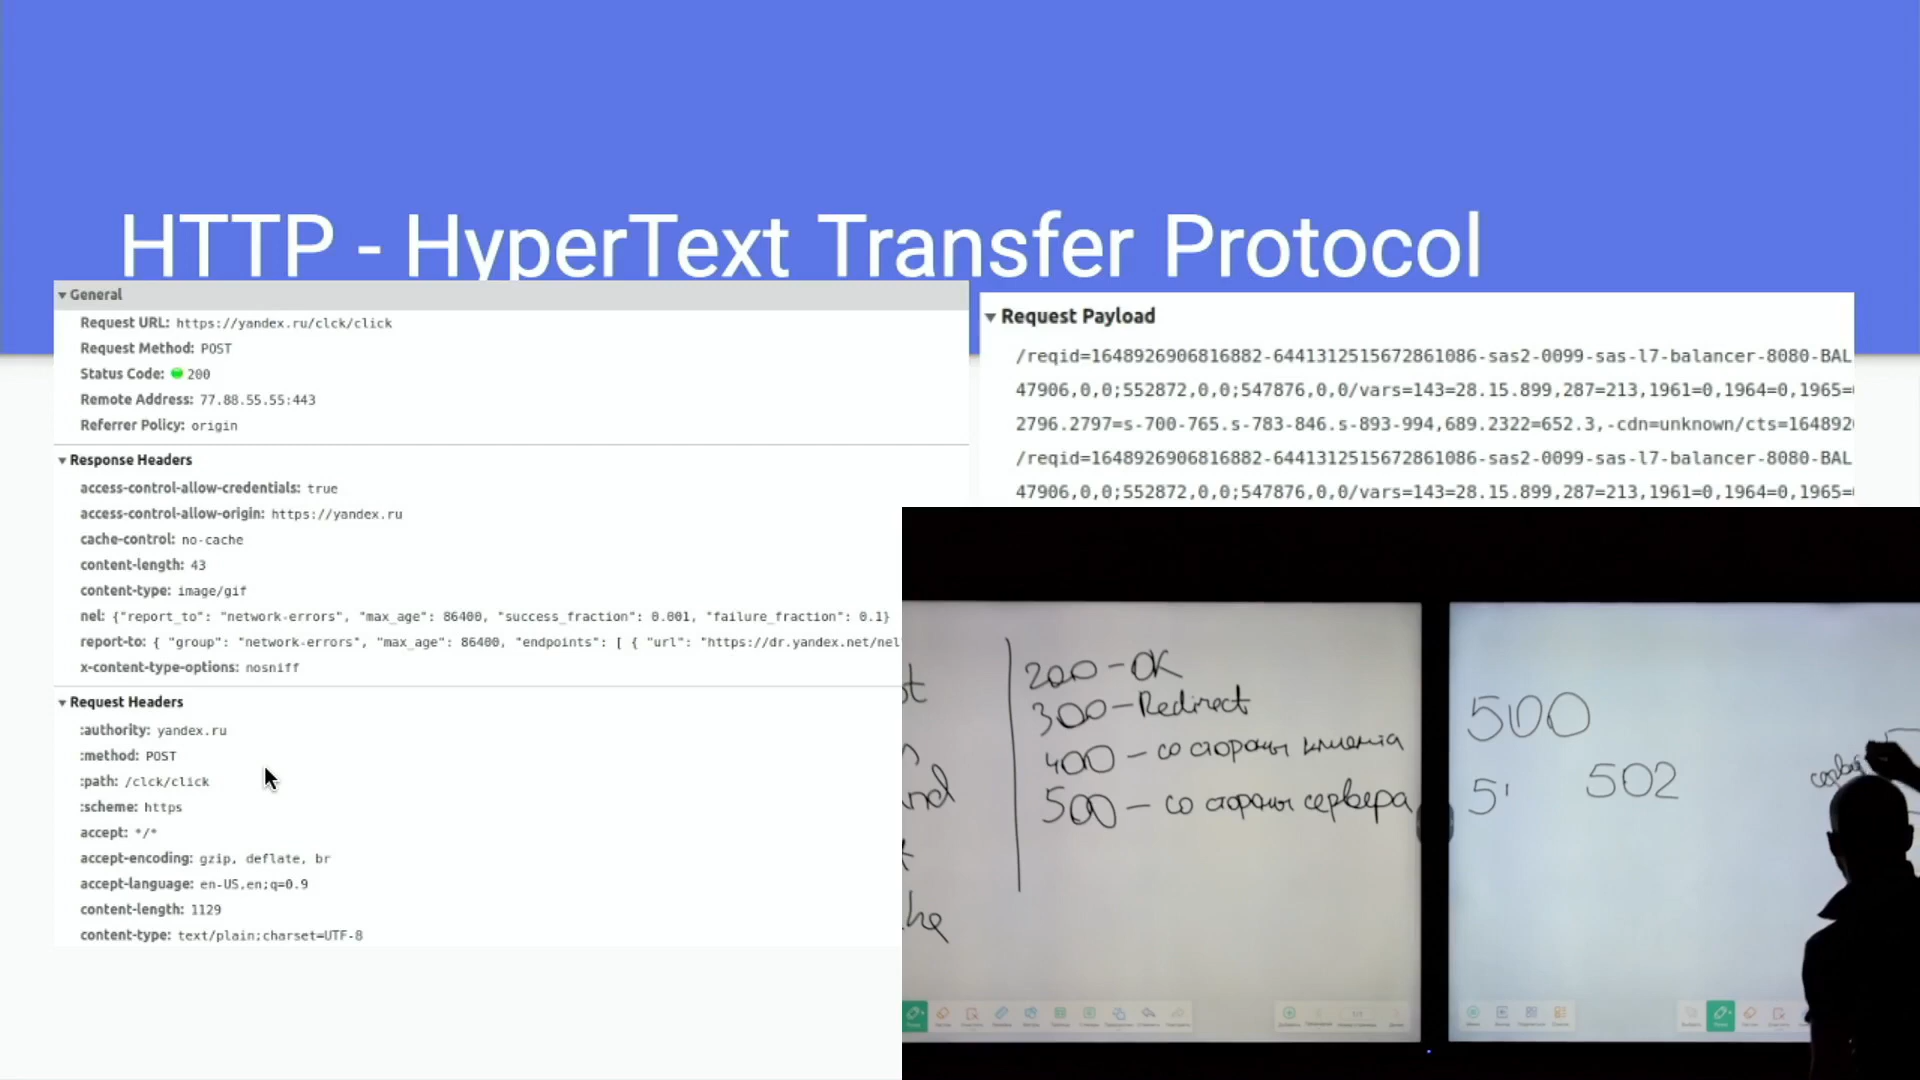 HTTP - HyperText Transfer Protocol
General
Request URL: https://yandex.ru/clck/click
Request Method: POST
Status Code: 200
Remote Address: 77.88.55.55:443
Referrer Policy: origin
Response Headers
access-control-allow-credentials: true
access-control-allow-origin: https://yandex.ru
cache-control: no-cache
content-length: 43
content-type: image/gif
nel: {"report_to": "network-errors", "max_age": 86400, "success_fraction": 0.001, "failure_fraction": 0.1}
report-to: { "group": "network-errors", "max_age": 86400, "endpoints": [ { "url": "https://dr.yandex.net/nel
x-content-type-options: nosniff
Request Headers
:authority: yandex.ru
:method: POST
:path: /clck/click
:scheme: https
accept: */*
accept-encoding: gzip, deflate, br
accept-language: en-US,en;q=0.9
content-length: 1129
content-type: text/plain;charset=UTF-8
Request Payload
/reqid=1648926906816882-6441312515672861086-sas2-0099-sas-l7-balancer-8080-BAL
47906,0,0;552872,0,0;547876,0,0/vars=143=28.15.899,287=213,1961=0,1964=0,1965=
2796.2797=s-700-765.s-783-846.s-893-994,689.2322=652.3,-cdn=unknown/cts=164892
/reqid=1648926906816882-6441312515672861086-sas2-0099-sas-l7-balancer-8080-BAL
47906,0,0;552872,0,0;547876,0,0/vars=143=28.15.899,287=213,1961=0,1964=0,1965=
200 - OK
300 - Redirect
400 - со стороны клиента
500 - со стороны сервера
500
502